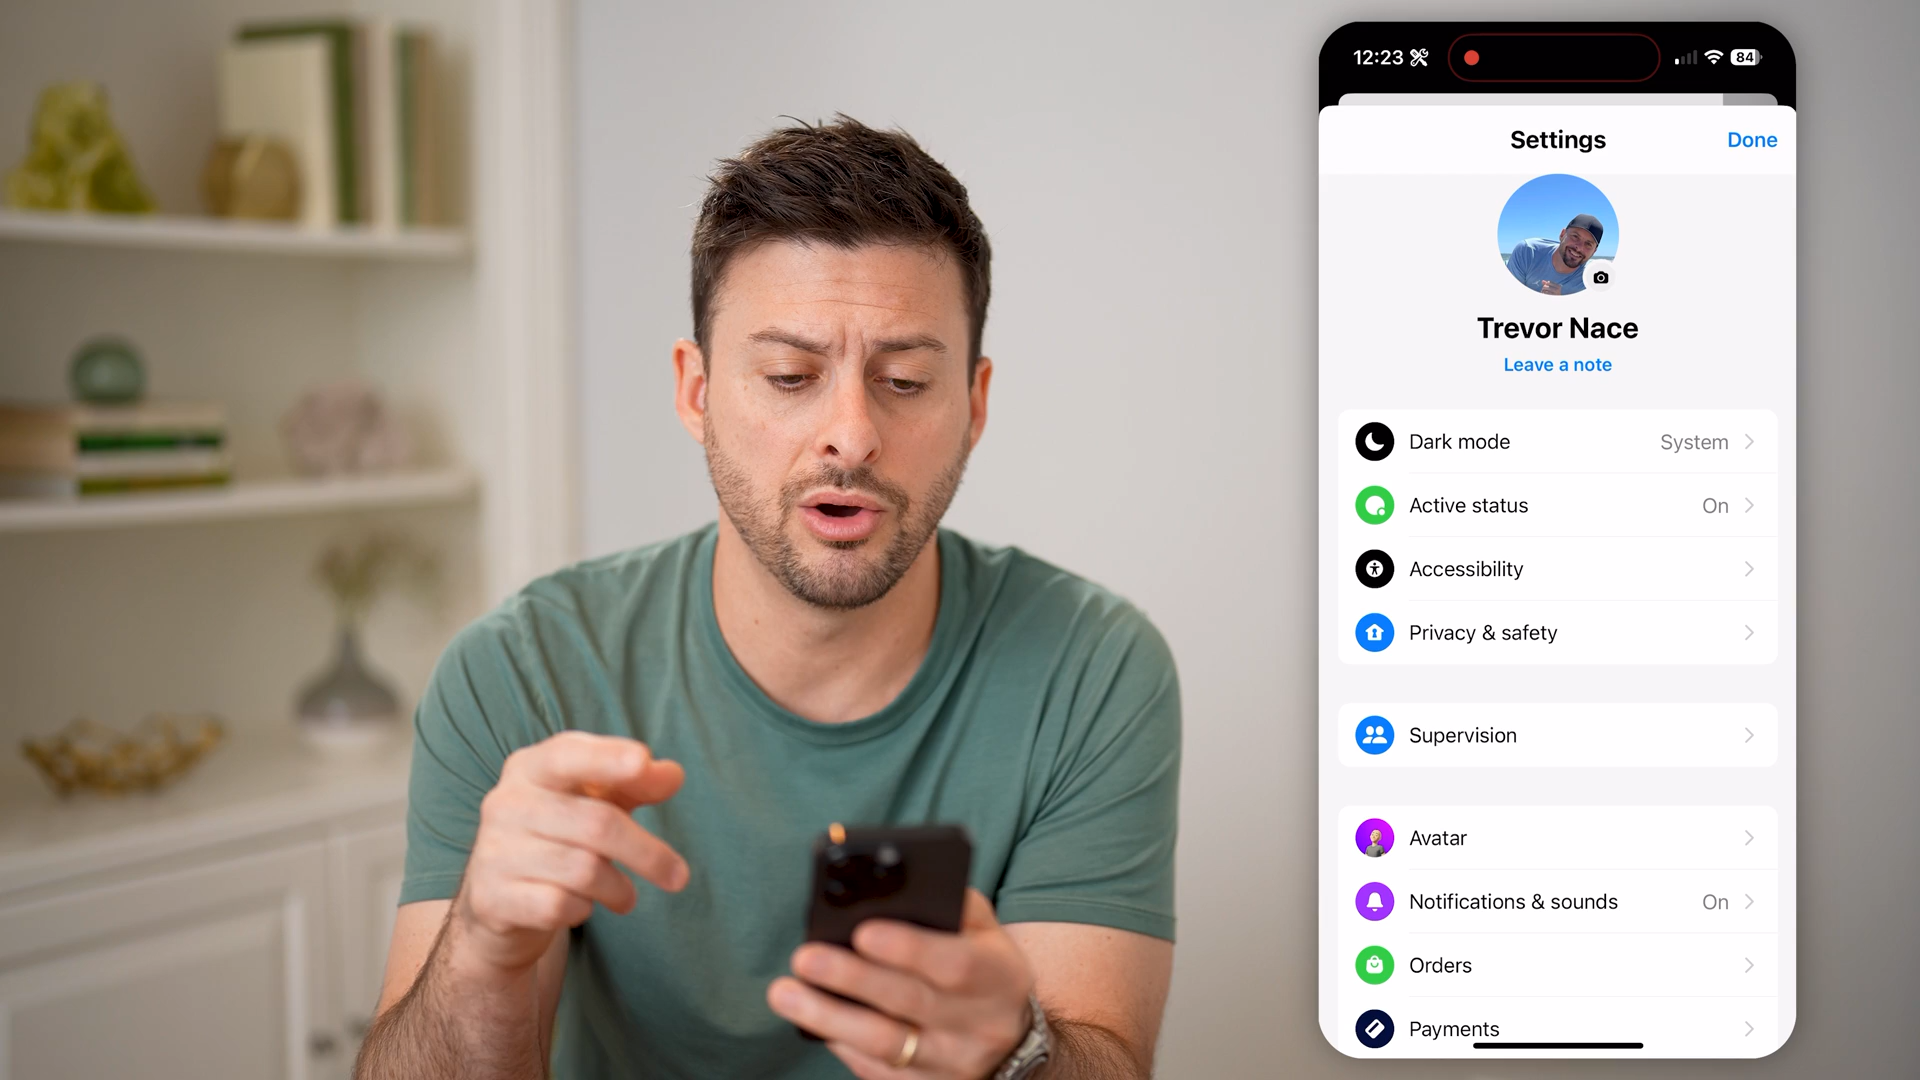 12:23
84
Settings
Done
Trevor Nace
Leave a note
Dark mode System
Active status On
Accessibility
Privacy & safety
Supervision
Avatar
Notifications & sounds On
Orders
Payments